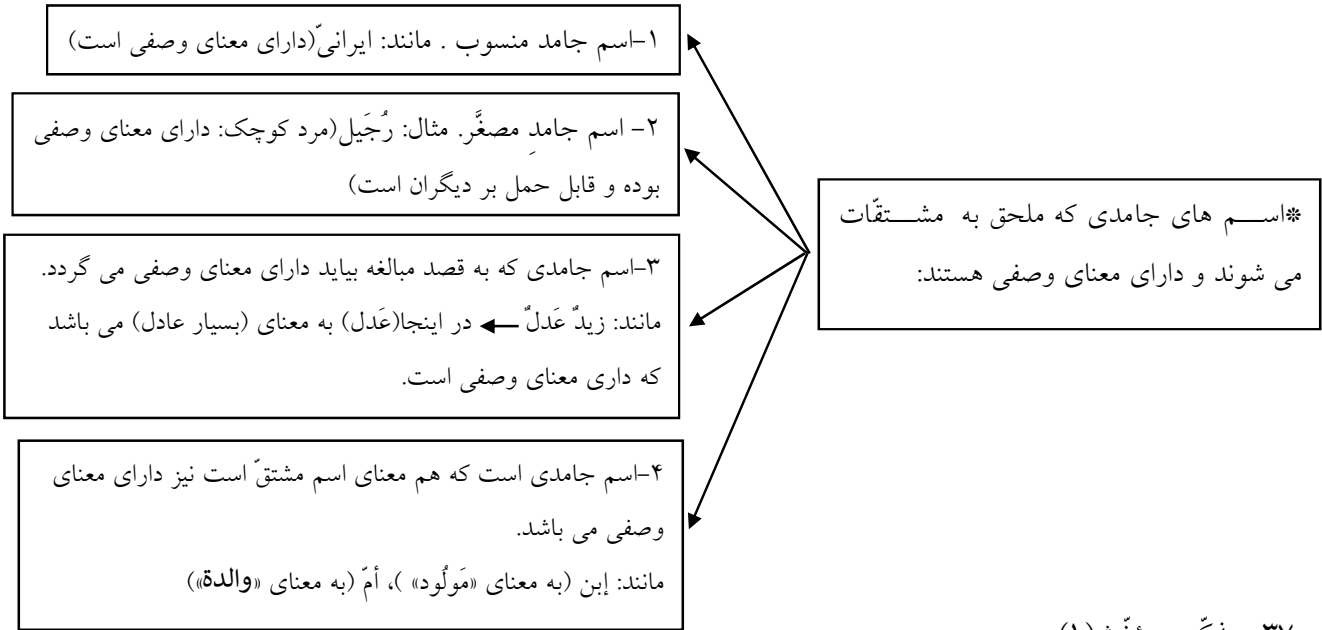 *اســـم های جامدی که ملحق به مشـــتقّات
می شوند و دارای معنای وصفی هستند:
۱-اسم جامد منسوب . مانند: ایرانیّ(دارای معنای وصفی است)
۲- اسم جامدِ مصغَّر. مثال: رُجَیل(مرد کوچک: دارای معنای وصفی
بوده و قابل حمل بر دیگران است)
۳-اسم جامدی که به قصد مبالغه بیاید دارای معنای وصفی می گردد.
مانند: زیدٌ عَدلٌ ← در اینجا(عَدل) به معنای (بسیار عادل) می باشد
که داری معنای وصفی است.
۴-اسم جامدی است که هم معنای اسم مشتقّ است نیز دارای معنای
وصفی می باشد.
مانند: إبن (به معنای «مَولُود» )، أمّ (به معنای «والدة»)